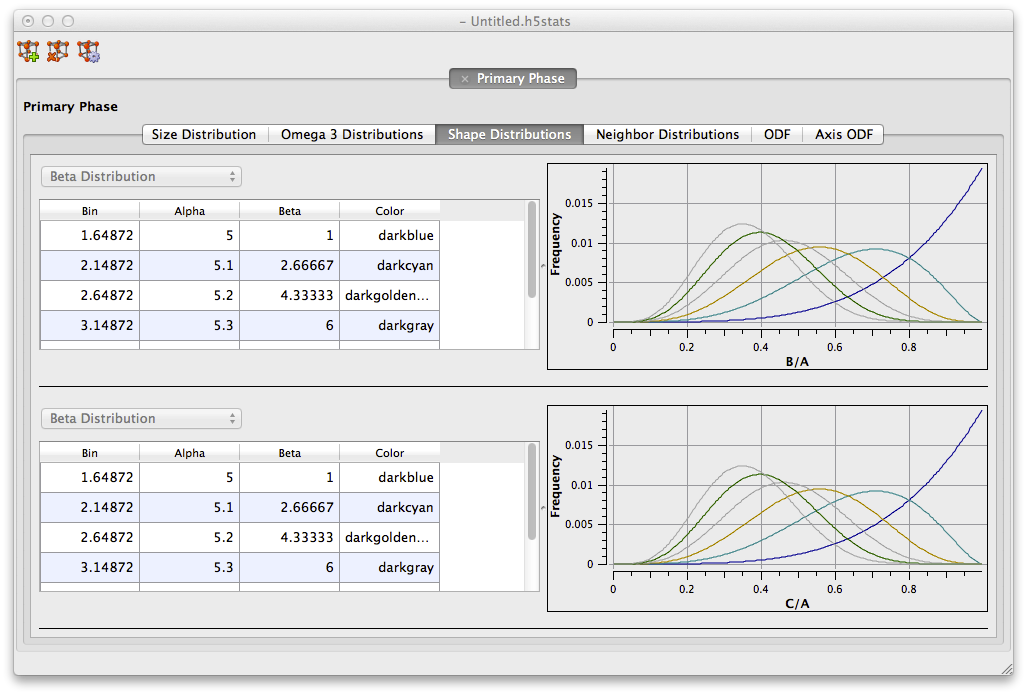 – Untitled.h5stats
× Primary Phase
Primary Phase
Size Distribution Omega 3 Distributions Shape Distributions Neighbor Distributions ODF Axis ODF
Beta Distribution
Bin Alpha Beta Color
1.64872 5 1 darkblue
2.14872 5.1 2.66667 darkcyan
2.64872 5.2 4.33333 darkgolden...
3.14872 5.3 6 darkgray
Frequency
0.015
0.01
0.005
0
0 0.2 0.4 0.6 0.8
B/A
Beta Distribution
Bin Alpha Beta Color
1.64872 5 1 darkblue
2.14872 5.1 2.66667 darkcyan
2.64872 5.2 4.33333 darkgolden...
3.14872 5.3 6 darkgray
Frequency
0.015
0.01
0.005
0
0 0.2 0.4 0.6 0.8
C/A